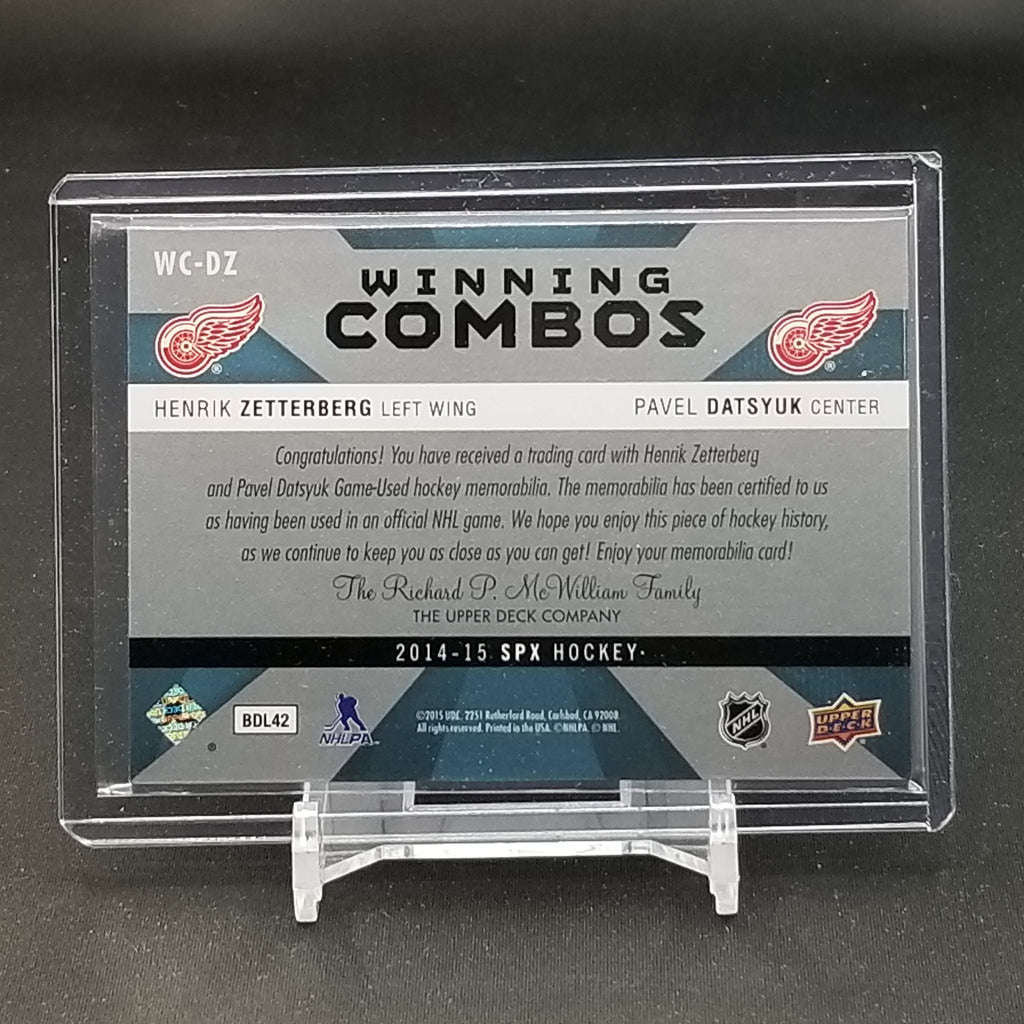 WC-DZ
WINNING
COMBOS
HENRIK ZETTERBERG LEFT WING
PAVEL DATSYUK CENTER
Congratulations! You have received a trading card with Henrik Zetterberg
and Pavel Datsyuk Game-Used hockey memorabilia. The memorabilia has been certified to us
as having been used in an official NHL game. We hope you enjoy this piece of hockey history,
as we continue to keep you as close as you can get! Enjoy your memorabilia card!
The Richard P. McWilliam Family
THE UPPER DECK COMPANY
2014-15 SPX HOCKEY
BDL42
NHLPA
©2015 UDC. 2251 Rutherford Road, Carlsbad, CA 92008.
All rights reserved. Printed in the USA. ©NHLPA. © NHL.
NHL
UPPER
D·E·C·K